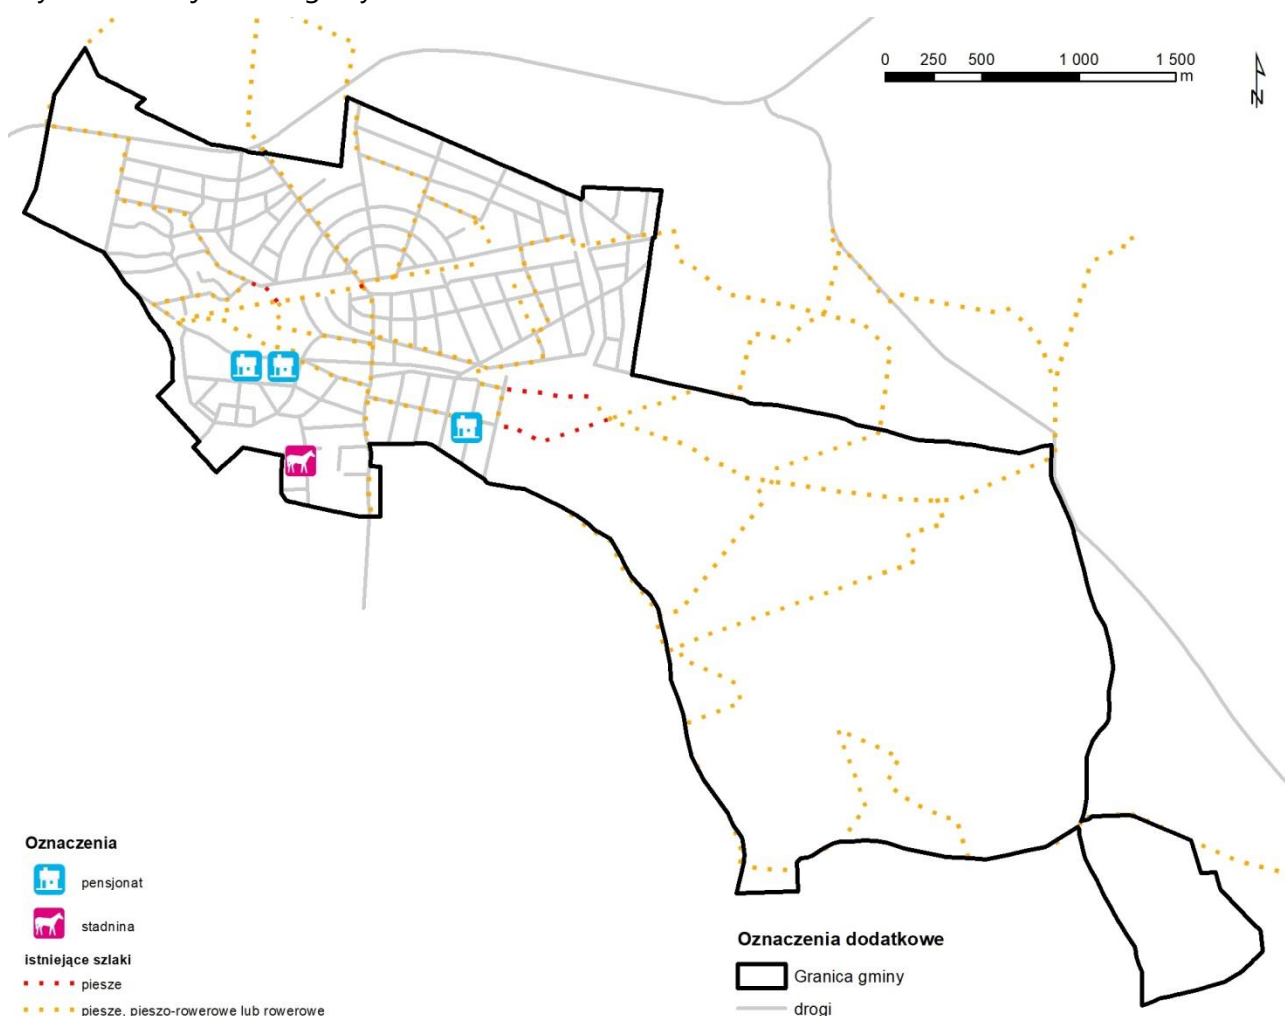 0 250 500 1 000 1 500
m
N
Oznaczenia
pensjonat
stadnina
istniejące szlaki
piesze
piesze, pieszo-rowerowe lub rowerowe
Oznaczenia dodatkowe
Granica gminy
drogi